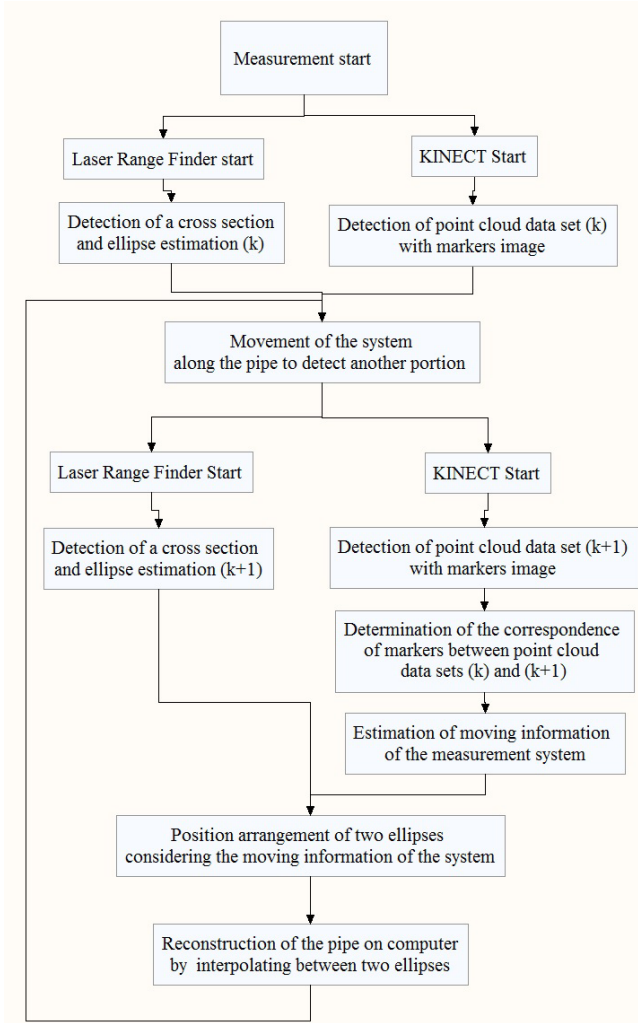 Measurement start
Laser Range Finder start
KINECT Start
Detection of a cross section
and ellipse estimation (k)
Detection of point cloud data set (k)
with markers image
Movement of the system
along the pipe to detect another portion
Laser Range Finder Start
KINECT Start
Detection of a cross section
and ellipse estimation (k+1)
Detection of point cloud data set (k+1)
with markers image
Determination of the correspondence
of markers between point cloud
data sets (k) and (k+1)
Estimation of moving information
of the measurement system
Position arrangement of two ellipses
considering the moving information of the system
Reconstruction of the pipe on computer
by interpolating between two ellipses